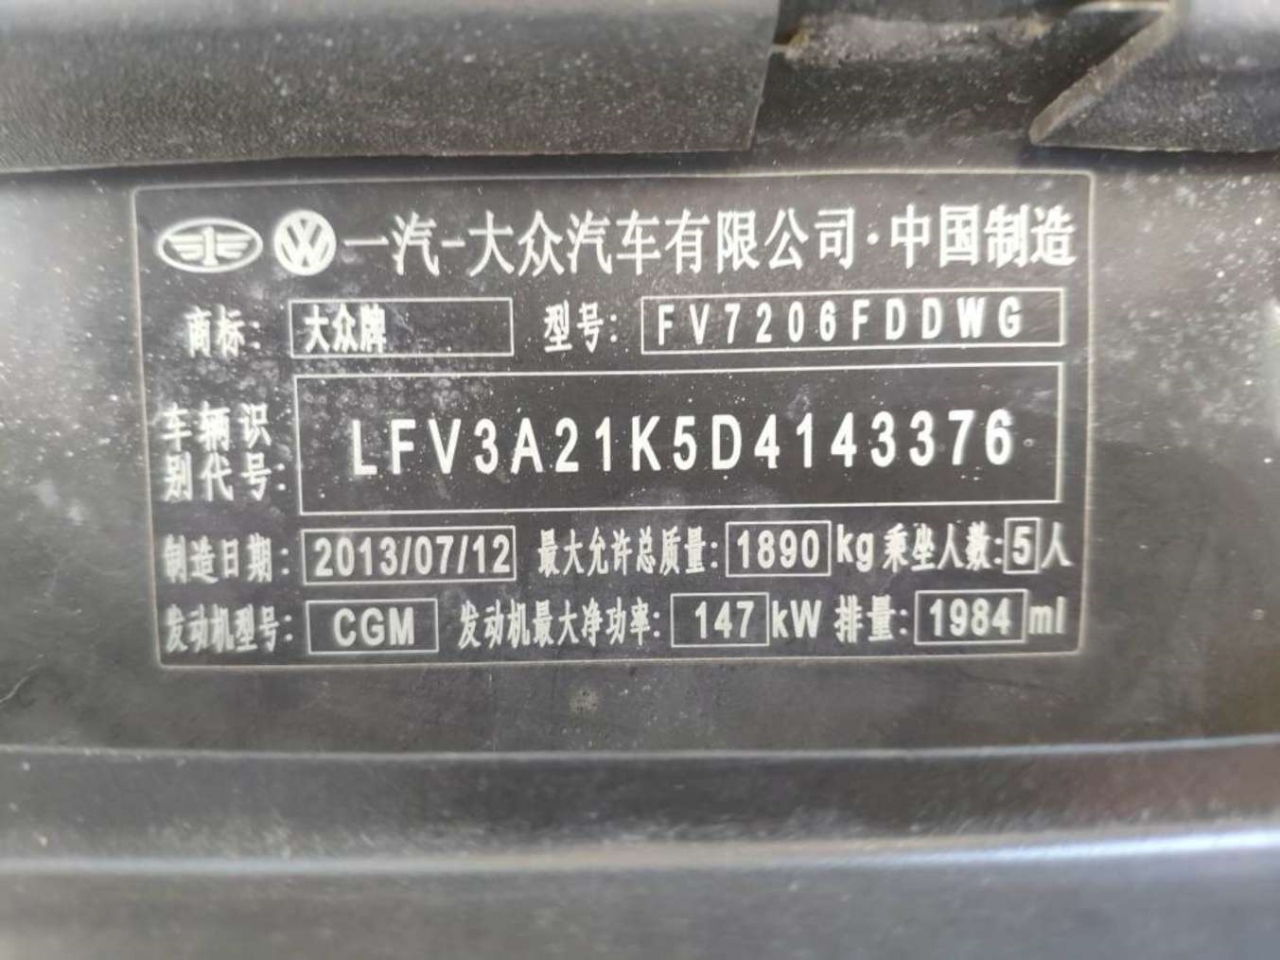 一汽-大众汽车有限公司·中国制造
商标: 大众牌 型号: FV7206FDDWG
车辆识别代号: LFV3A21K5D4143376
制造日期: 2013/07/12 最大允许总质量: 1890 kg 乘坐人数: 5 人
发动机型号: CGM 发动机最大净功率: 147 kW 排量: 1984 ml